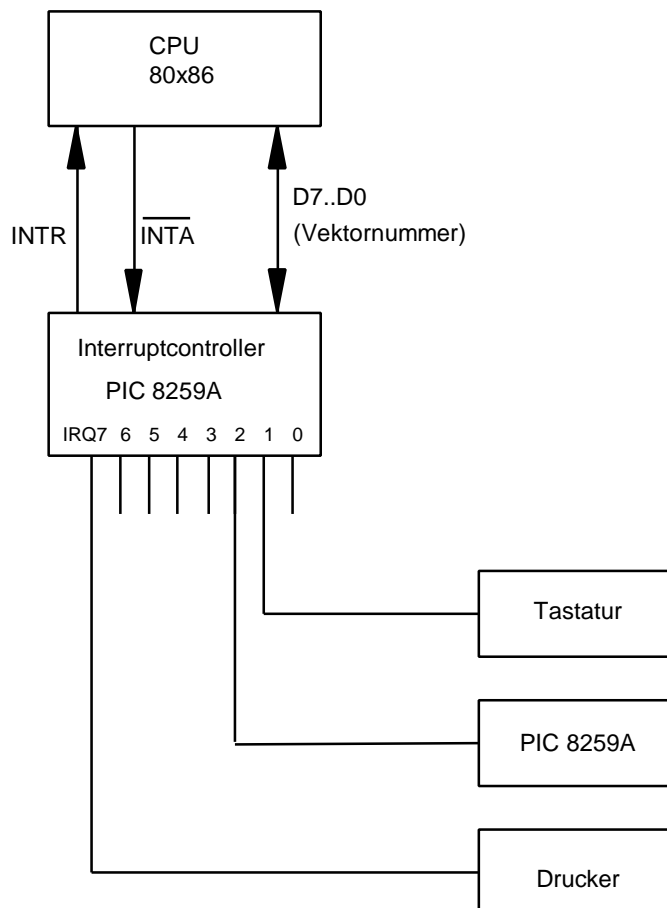 CPU
80x86
D7..D0
INTR
INTA
(Vektornummer)
Interruptcontroller
PIC 8259A
IRQ7 6 5 4 3 2 1 0
Tastatur
PIC 8259A
Drucker